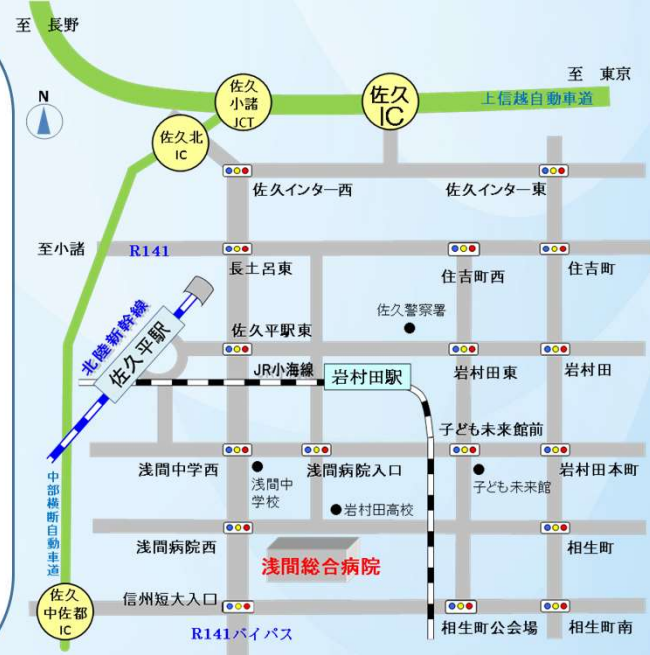 至 長野
至 東京
佐久
小諸
JCT
佐久
IC
上信越自動車道
N
佐久北
IC
佐久インター西
佐久インター東
至小諸
R141
長土呂東
住吉町西
住吉町
北陸新幹線
佐久平駅
佐久警察署
佐久平駅東
岩村田東
岩村田
JR小海線
岩村田駅
子ども未来館前
浅間中学西
浅間病院入口
岩村田本町
浅間中
学校
子ども未来館
岩村田高校
中部横断自動車道
浅間病院西
相生町
浅間総合病院
佐久
中佐都
IC
信州短大入口
R141バイパス
相生町公会場
相生町南